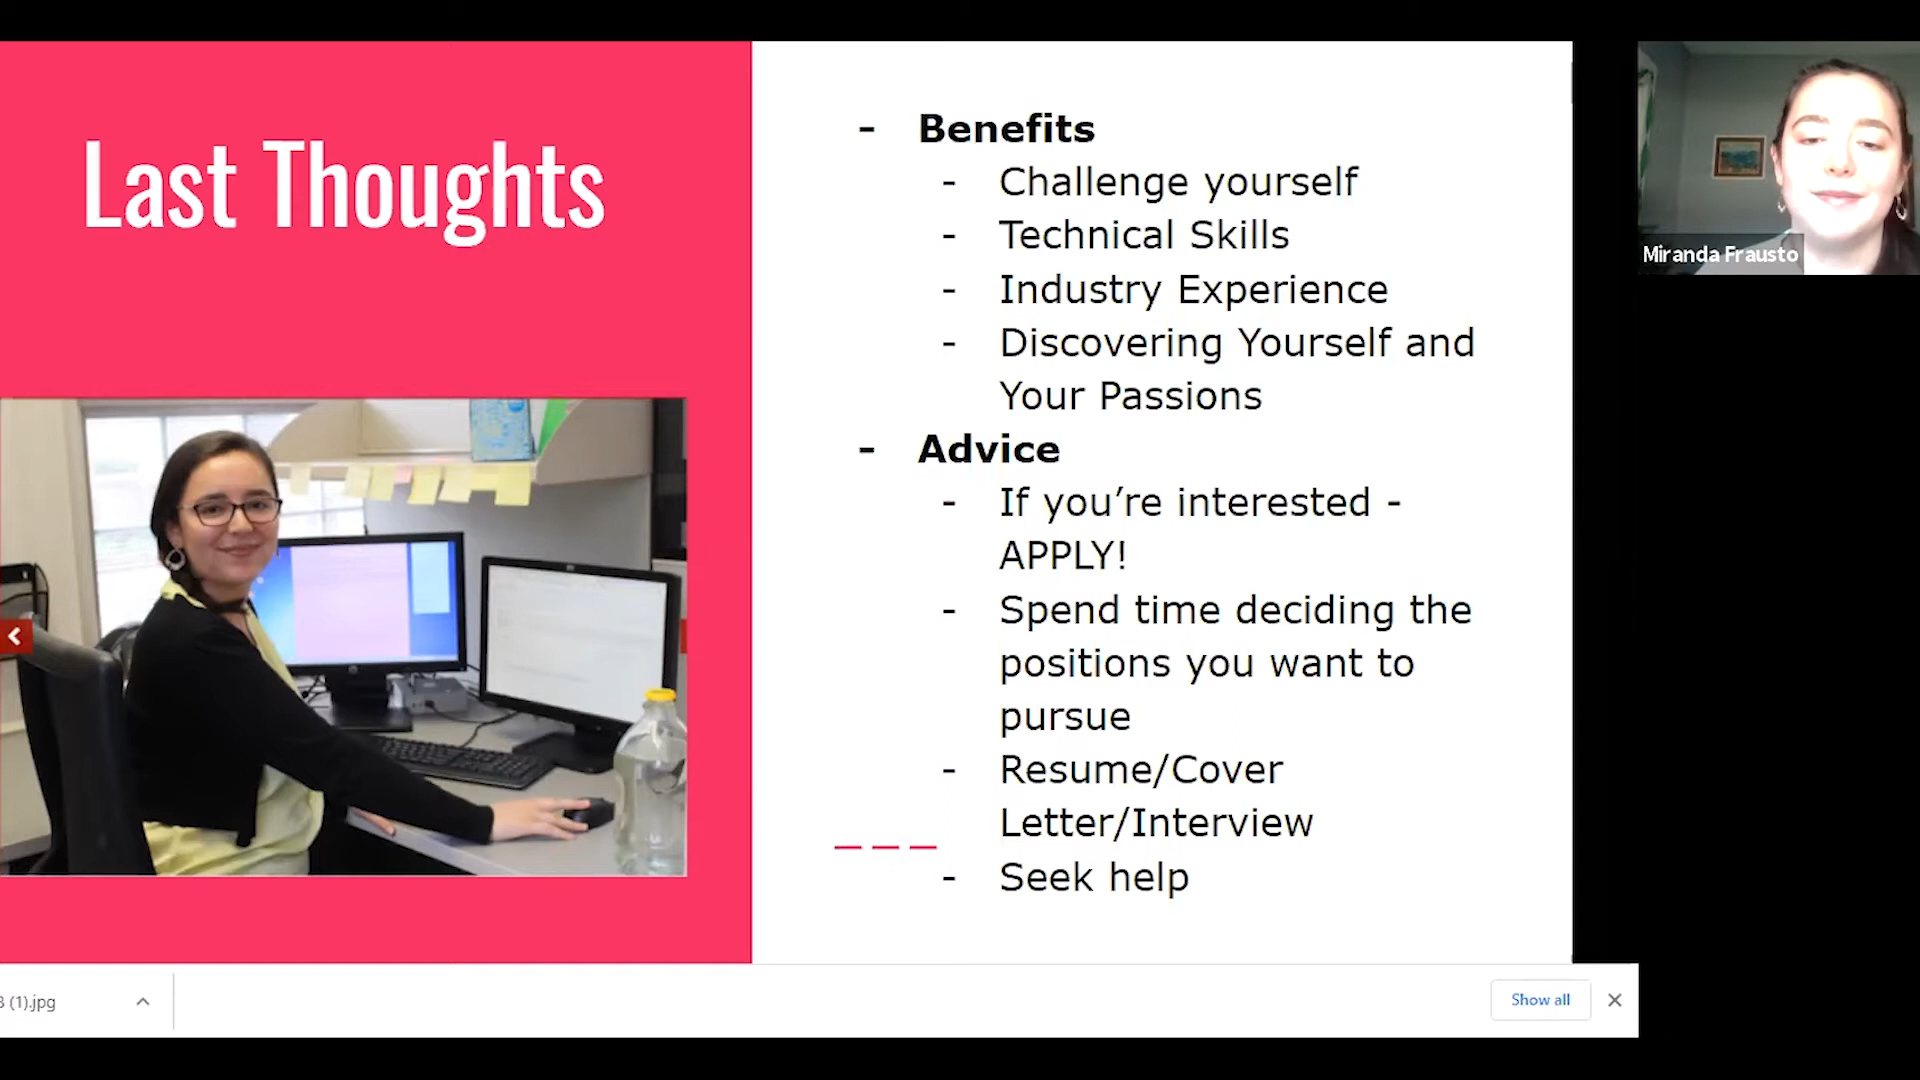 Last Thoughts
- Benefits
- Challenge yourself
- Technical Skills
- Industry Experience
- Discovering Yourself and
Your Passions
- Advice
- If you’re interested -
APPLY!
- Spend time deciding the
positions you want to
pursue
- Resume/Cover
Letter/Interview
- Seek help
Miranda Frausto
(1).jpg
Show all